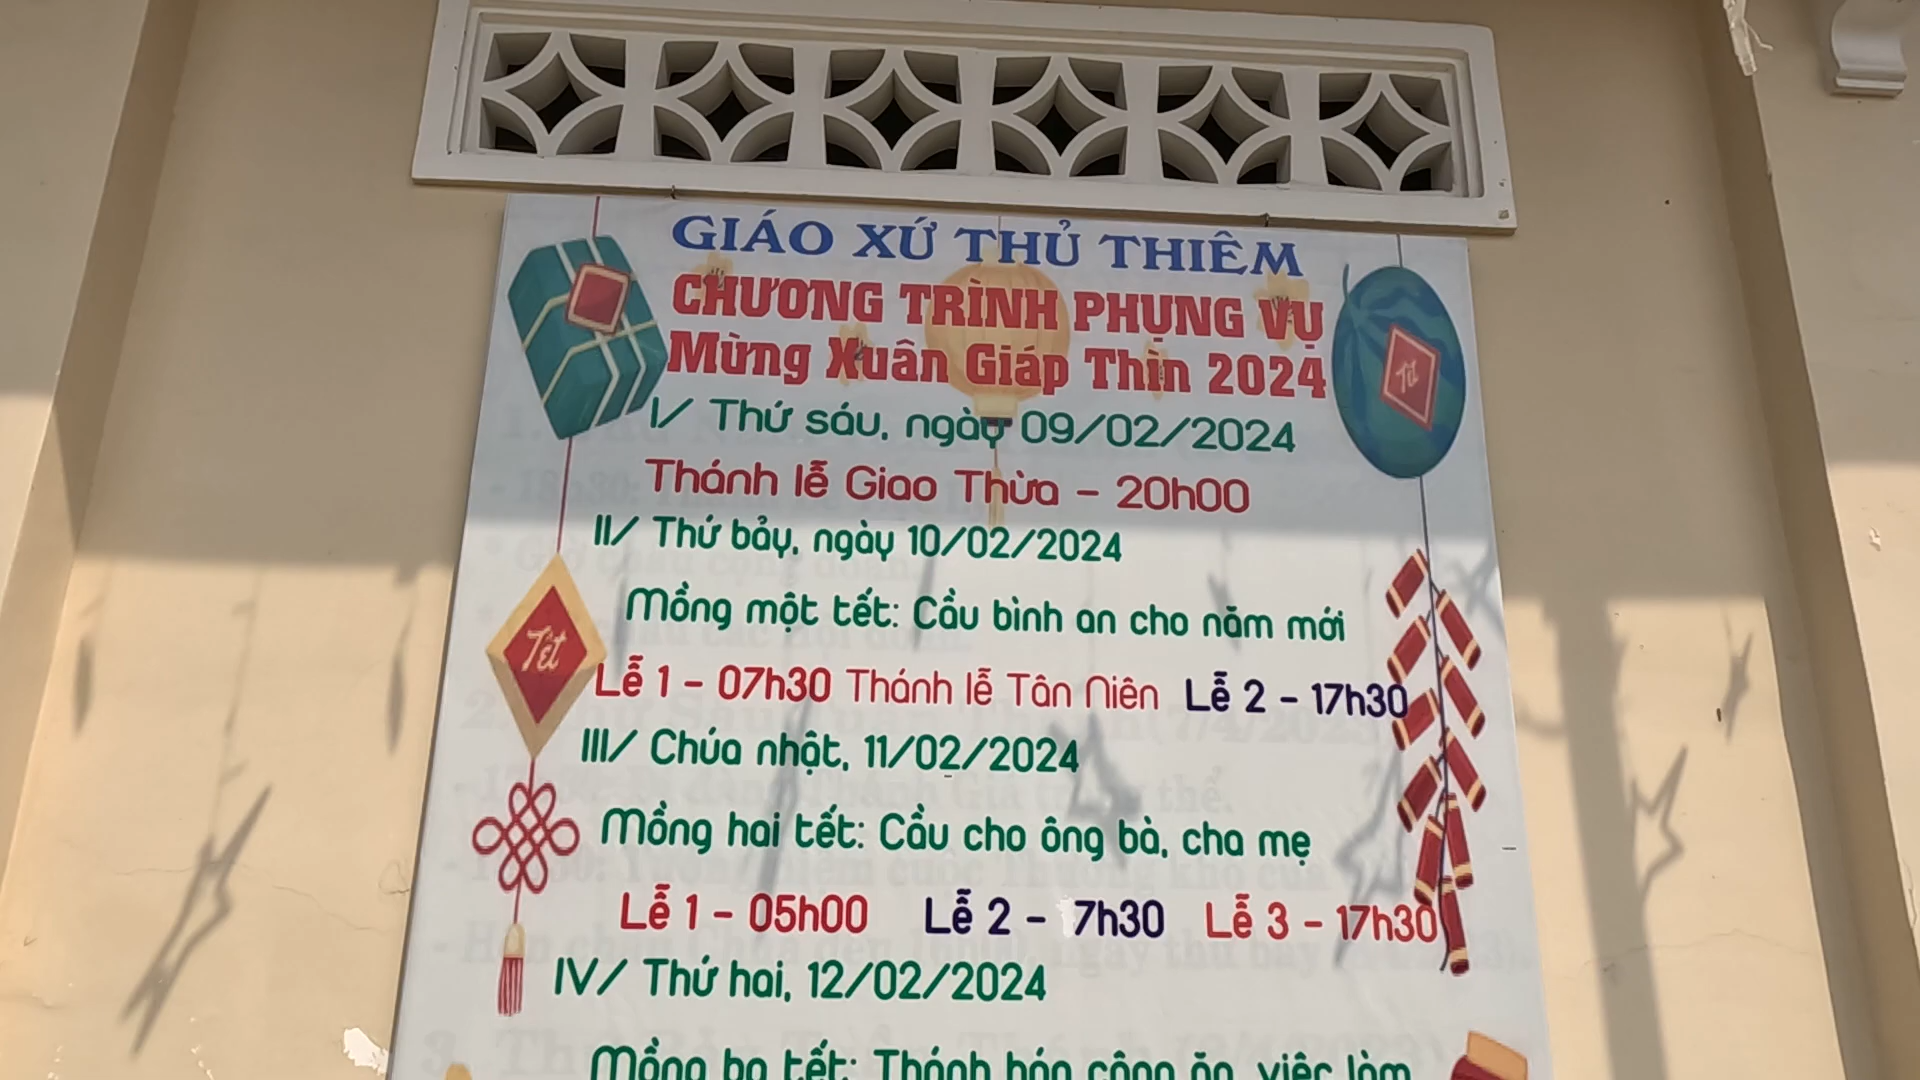 GIÁO XỨ THỦ THIÊM
CHƯƠNG TRÌNH PHỤNG VỤ
Mừng Xuân Giáp Thìn 2024
I/ Thứ sáu, ngày 09/02/2024
Thánh lễ Giao Thừa - 20h00
II/ Thứ bảy, ngày 10/02/2024
Mồng một tết: Cầu bình an cho năm mới
Tết
Lễ 1 - 07h30 Thánh lễ Tân Niên Lễ 2 - 17h30
III/ Chúa nhật, 11/02/2024
Mồng hai tết: Cầu cho ông bà, cha mẹ
Lễ 1 - 05h00 Lễ 2 - 7h30 Lễ 3 - 17h30
IV/ Thứ hai, 12/02/2024
Mồng ba tết: Thánh hóa công ăn việc làm